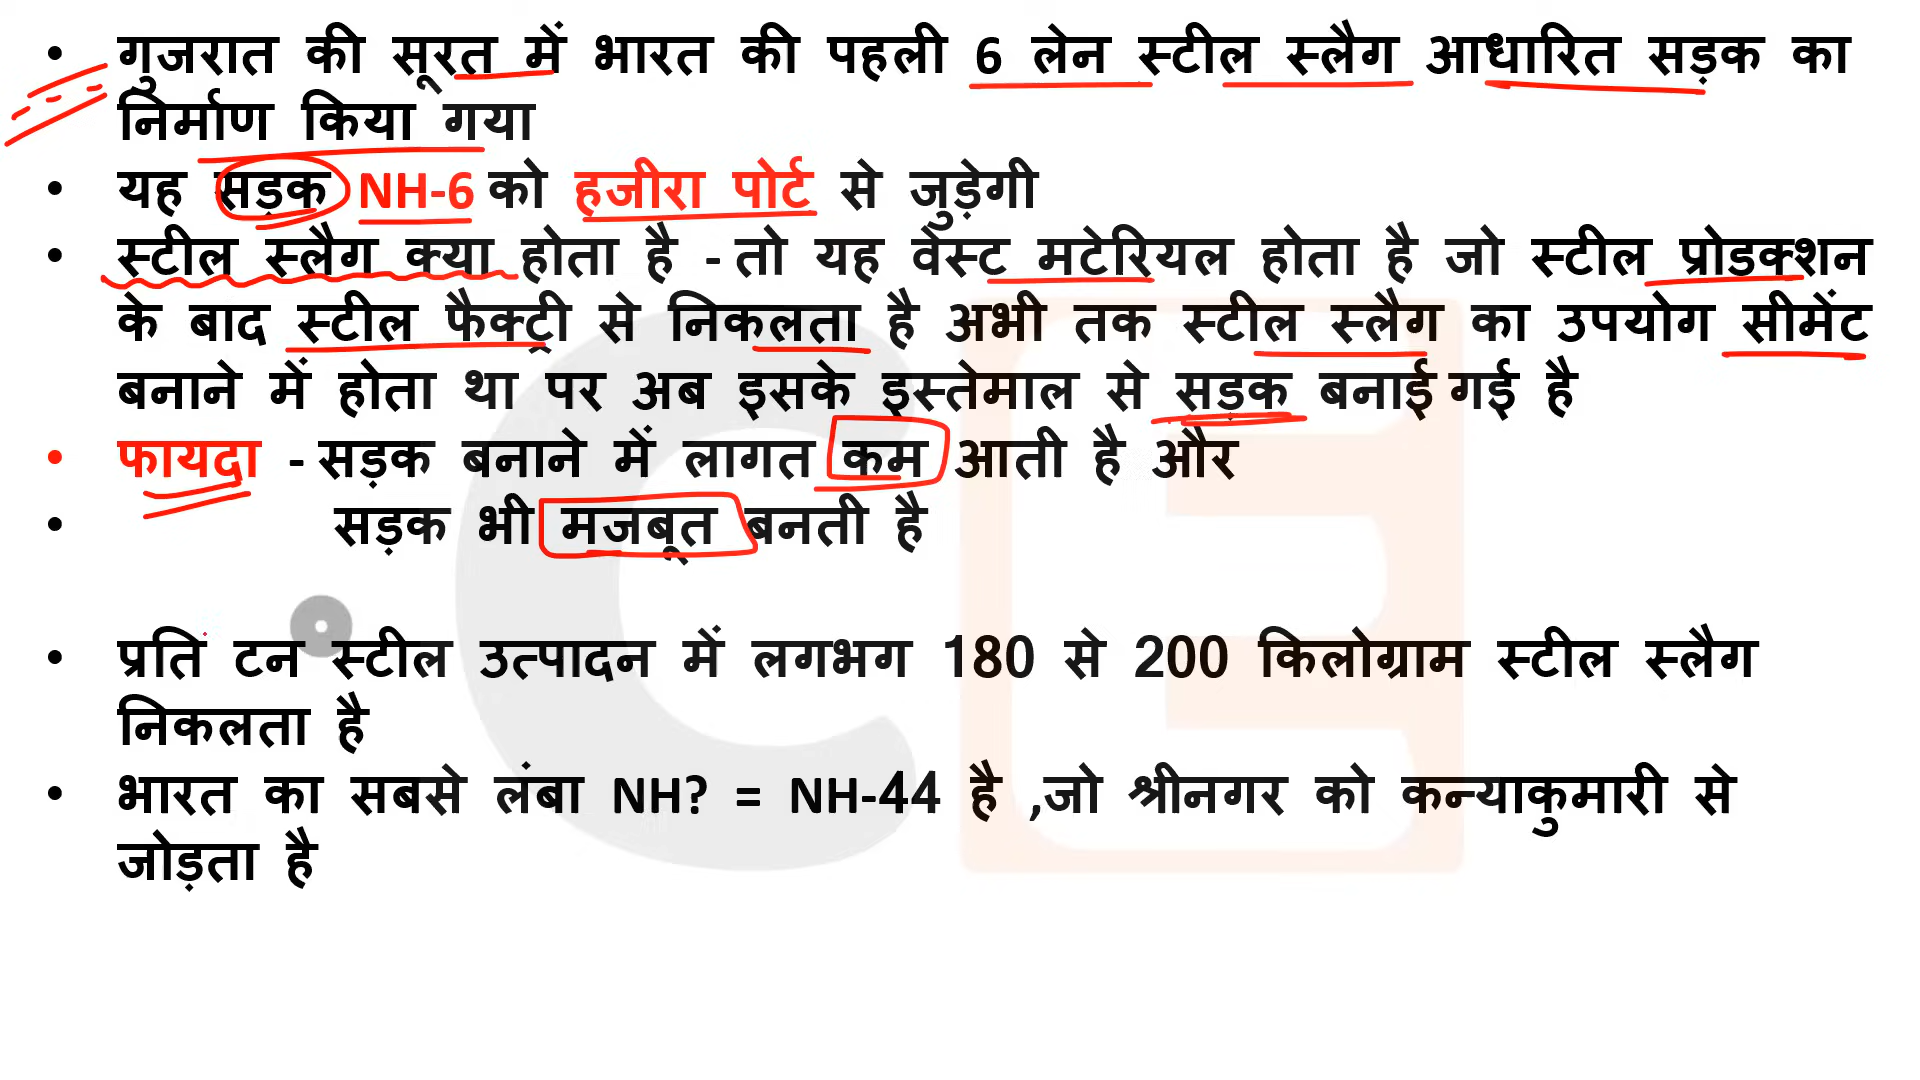 • गुजरात की सूरत में भारत की पहली 6 लेन स्टील स्लैग आधारित सड़क का
निर्माण किया गया
• यह सड़क NH-6 को हजीरा पोर्ट से जुड़ेगी
• स्टील स्लैग क्या होता है - तो यह वेस्ट मटेरियल होता है जो स्टील प्रोडक्शन
के बाद स्टील फैक्ट्री से निकलता है अभी तक स्टील स्लैग का उपयोग सीमेंट
बनाने में होता था पर अब इसके इस्तेमाल से सड़क बनाई गई है
• फायदा - सड़क बनाने में लागत कम आती है और
• सड़क भी मजबूत बनती है
• प्रति टन स्टील उत्पादन में लगभग 180 से 200 किलोग्राम स्टील स्लैग
निकलता है
• भारत का सबसे लंबा NH? = NH-44 है ,जो श्रीनगर को कन्याकुमारी से
जोड़ता है
CE